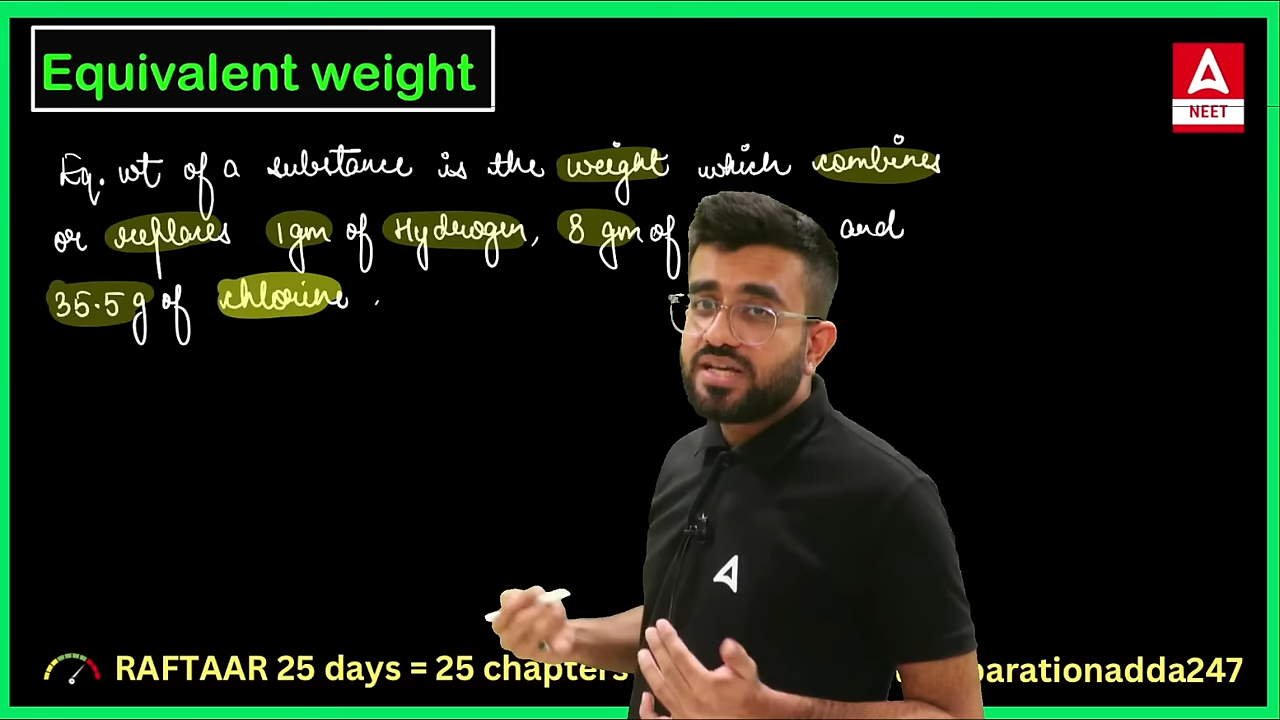 Equivalent weight
NEET
Eq. wt of a substance is the weight which combines
or replaces 1gm of Hydrogen, 8 gm of and
35.5g of chlorine .
RAFTAAR 25 days = 25 chapters
parationadda247